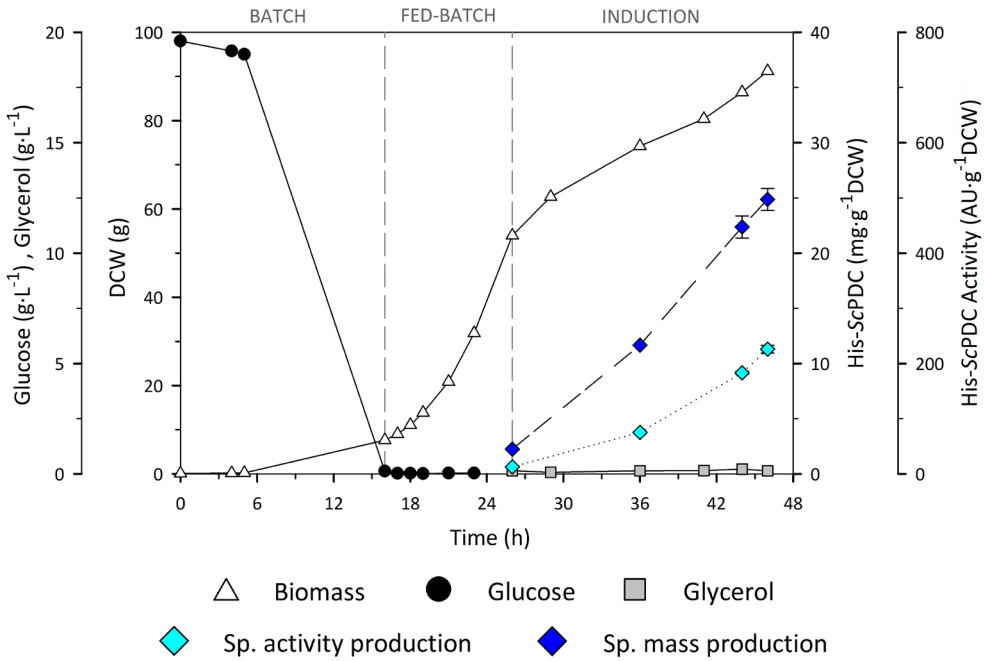 BATCH FED-BATCH INDUCTION
20 100 40 800
15 80 30 600
60
10 20 400
40
5 10 200
20
0 0 0 0
Glucose (g·L⁻¹) , Glycerol (g·L⁻¹)
DCW (g)
His-ScPDC (mg·g⁻¹DCW)
His-ScPDC Activity (AU·g⁻¹DCW)
0 6 12 18 24 30 36 42 48
Time (h)
Biomass Glucose Glycerol
Sp. activity production Sp. mass production